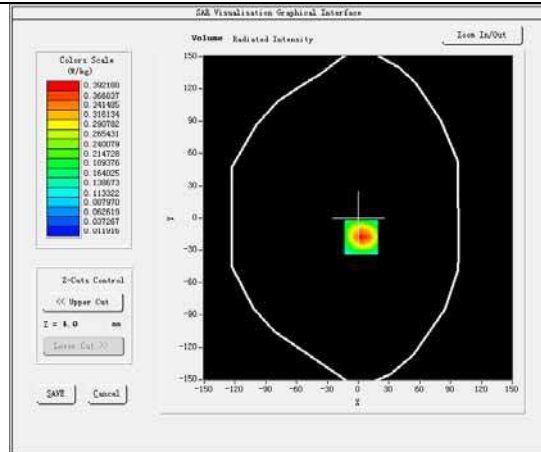 SAR Visualisation Graphical Interface
Volume Radiated Intensity
Zoom In/Out
Colors Scale
(W/kg)
0.392180
0.366837
0.341485
0.316134
0.290782
0.265431
0.240079
0.214728
0.189376
0.164025
0.138673
0.113322
0.087970
0.062619
0.037267
0.011916
150
120
90
60
30
0
-30
-60
-90
-120
-150
Y
-150 -120 -90 -60 -30 0 30 60 90 120 150
X
Z-Cuts Control
<< Upper Cut
Z = 4.0 mm
Lower Cut >>
SAVE Cancel